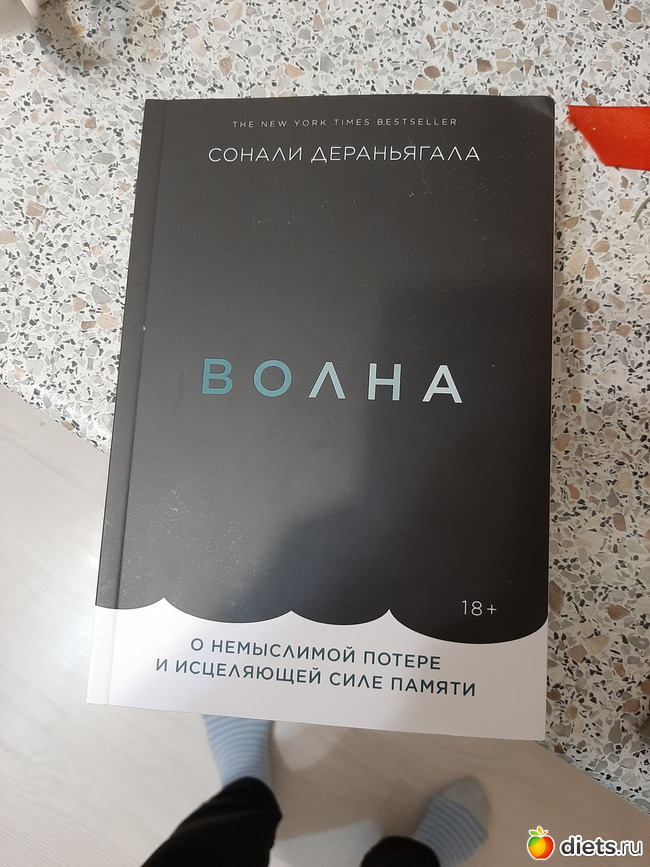 THE NEW YORK TIMES BESTSELLER
СОНАЛИ ДЕРАНЬЯГАЛА
ВОЛНА
18+
О НЕМЫСЛИМОЙ ПОТЕРЕ
И ИСЦЕЛЯЮЩЕЙ СИЛЕ ПАМЯТИ
diets.ru